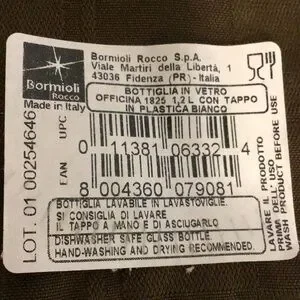 Bormioli Rocco S.p.A.
Viale Martiri della Libertà, 1
43036 Fidenza (PR) - Italia
Bormioli
ROCCO
Made in Italy
BOTTIGLIA IN VETRO
OFFICINA 1825 1,2 L CON TAPPO
IN PLASTICA BIANCO
LOT. 01 00254646
UPC
0 11381 06332 4
EAN
8 004360 079081
BOTTIGLIA LAVABILE IN LAVASTOVIGLIE.
SI CONSIGLIA DI LAVARE
IL TAPPO A MANO E DI ASCIUGARLO
DISHWASHER SAFE GLASS BOTTLE.
HAND-WASHING AND DRYING RECOMMENDED.
LAVARE IL PRODOTTO
PRIMA DELL' USO
WASH PRODUCT BEFORE USE